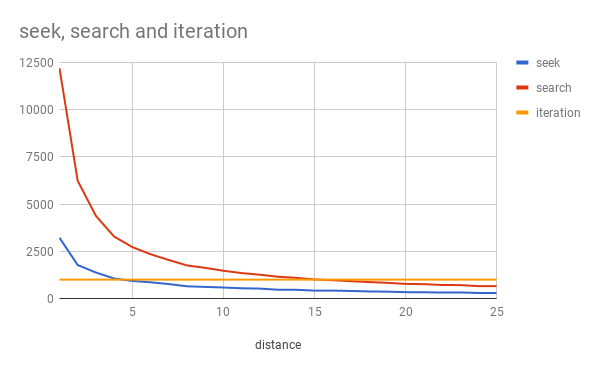 seek, search and iteration
12500
10000
7500
5000
2500
0
5
10
15
20
25
distance
seek
search
iteration